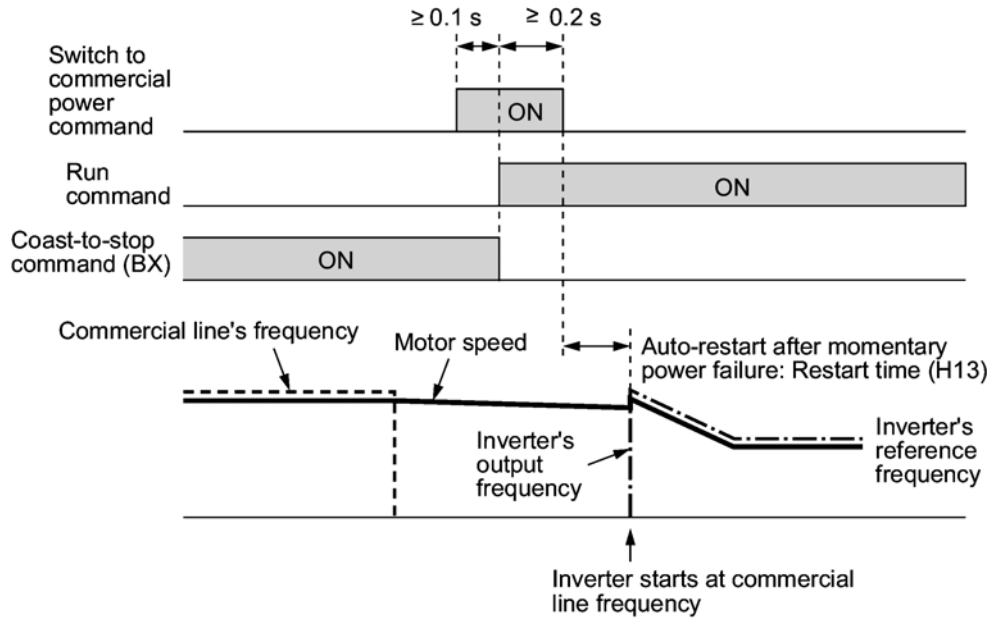 ≥ 0.1 s
≥ 0.2 s
Switch to
commercial
power
command
ON
Run
command
ON
Coast-to-stop
command (BX)
ON
Commercial line's frequency
Motor speed
Auto-restart after momentary
power failure: Restart time (H13)
Inverter's
output
frequency
Inverter's
reference
frequency
Inverter starts at commercial
line frequency